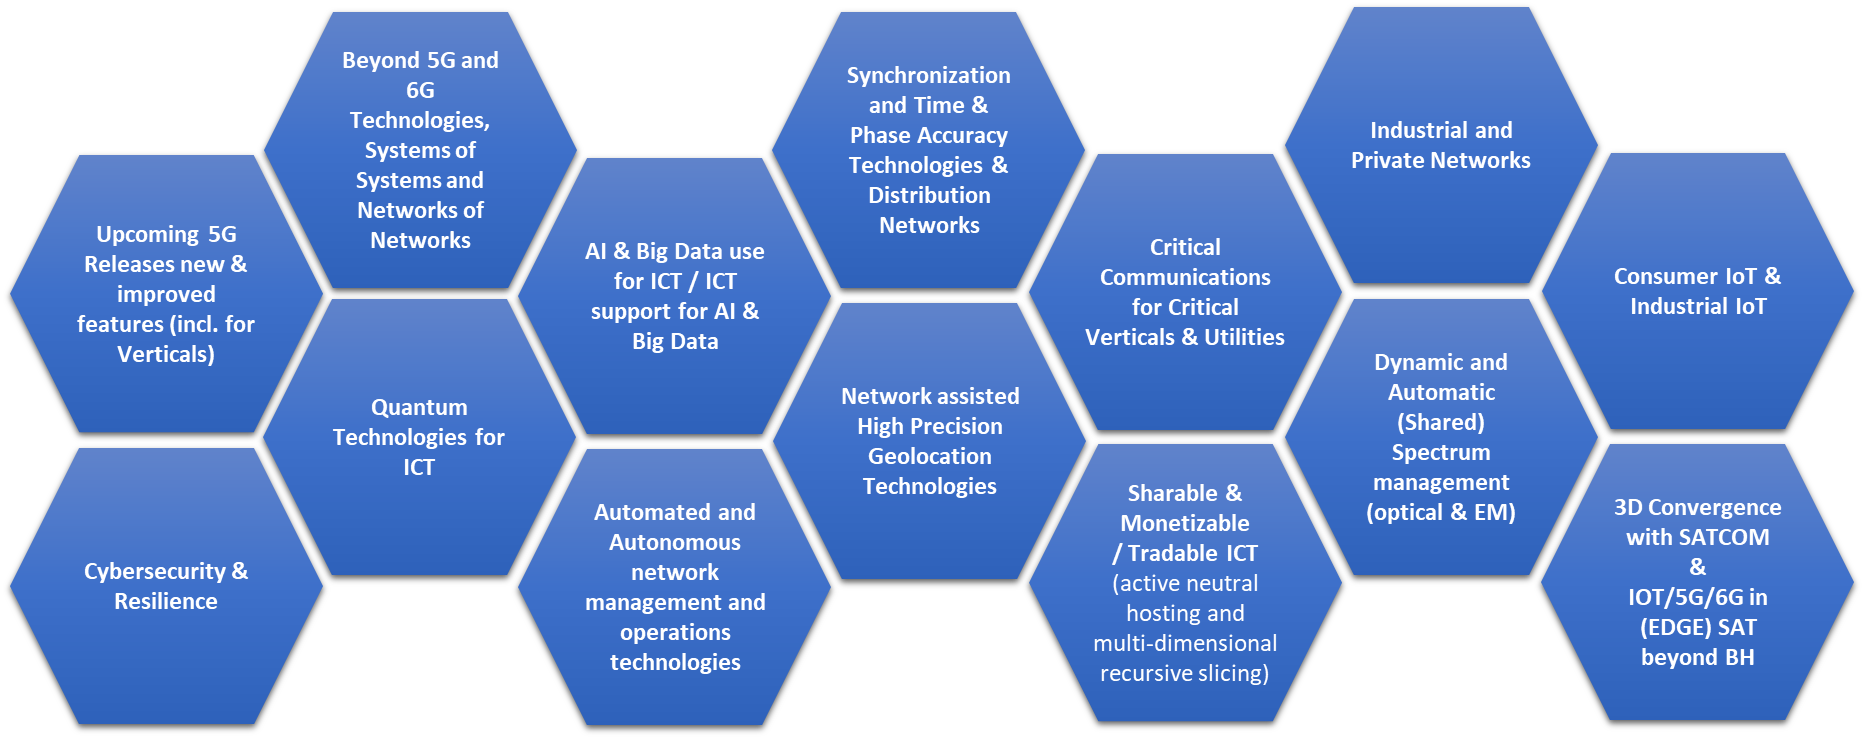 Beyond 5G and
6G
Technologies,
Systems of
Systems and
Networks of
Networks
Synchronization
and Time &
Phase Accuracy
Technologies &
Distribution
Networks
Industrial and
Private Networks
Upcoming 5G
Releases new &
improved
features (incl. for
Verticals)
AI & Big Data use
for ICT / ICT
support for AI &
Big Data
Critical
Communications
for Critical
Verticals & Utilities
Consumer IoT &
Industrial IoT
Quantum
Technologies for
ICT
Network assisted
High Precision
Geolocation
Technologies
Dynamic and
Automatic
(Shared)
Spectrum
management
(optical & EM)
Cybersecurity &
Resilience
Automated and
Autonomous
network
management and
operations
technologies
Sharable &
Monetizable
/ Tradable ICT
(active neutral
hosting and
multi-dimensional
recursive slicing)
3D Convergence
with SATCOM
&
IOT/5G/6G in
(EDGE) SAT
beyond BH